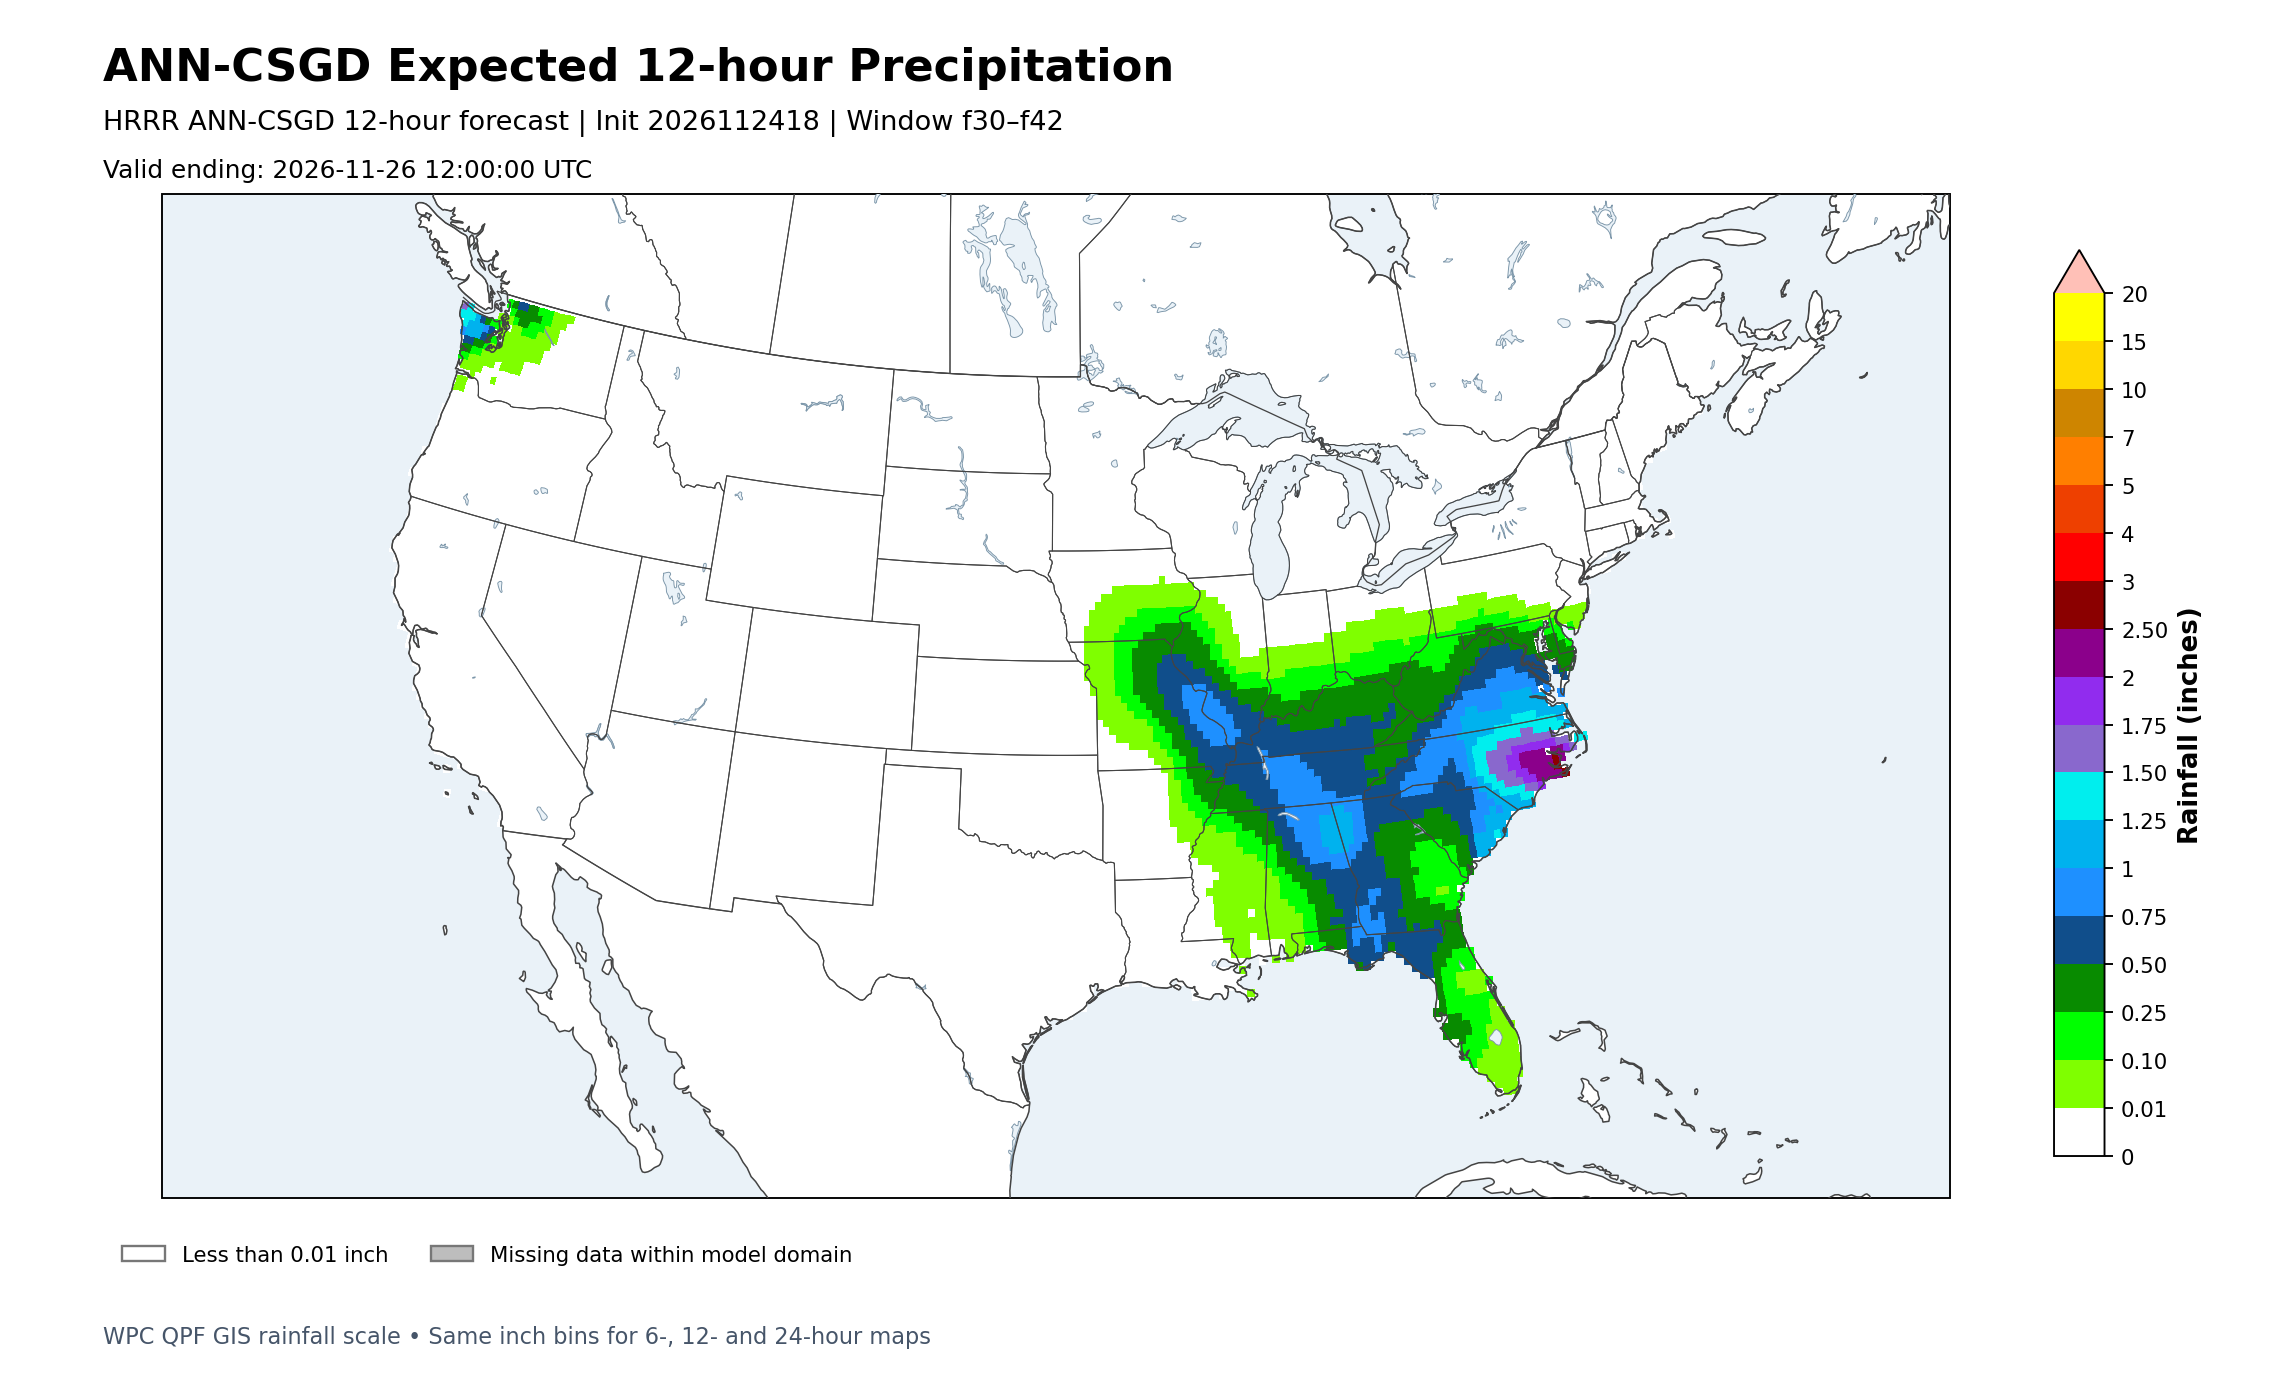 ANN-CSGD Expected 12-hour Precipitation
HRRR ANN-CSGD 12-hour forecast | Init 2026112418 | Window f30–f42
Valid ending: 2026-11-26 12:00:00 UTC
20
15
10
7
5
4
3
2.50
2
1.75
1.50
1.25
1
0.75
0.50
0.25
0.10
0.01
0
Rainfall (inches)
Less than 0.01 inch
Missing data within model domain
WPC QPF GIS rainfall scale • Same inch bins for 6-, 12- and 24-hour maps